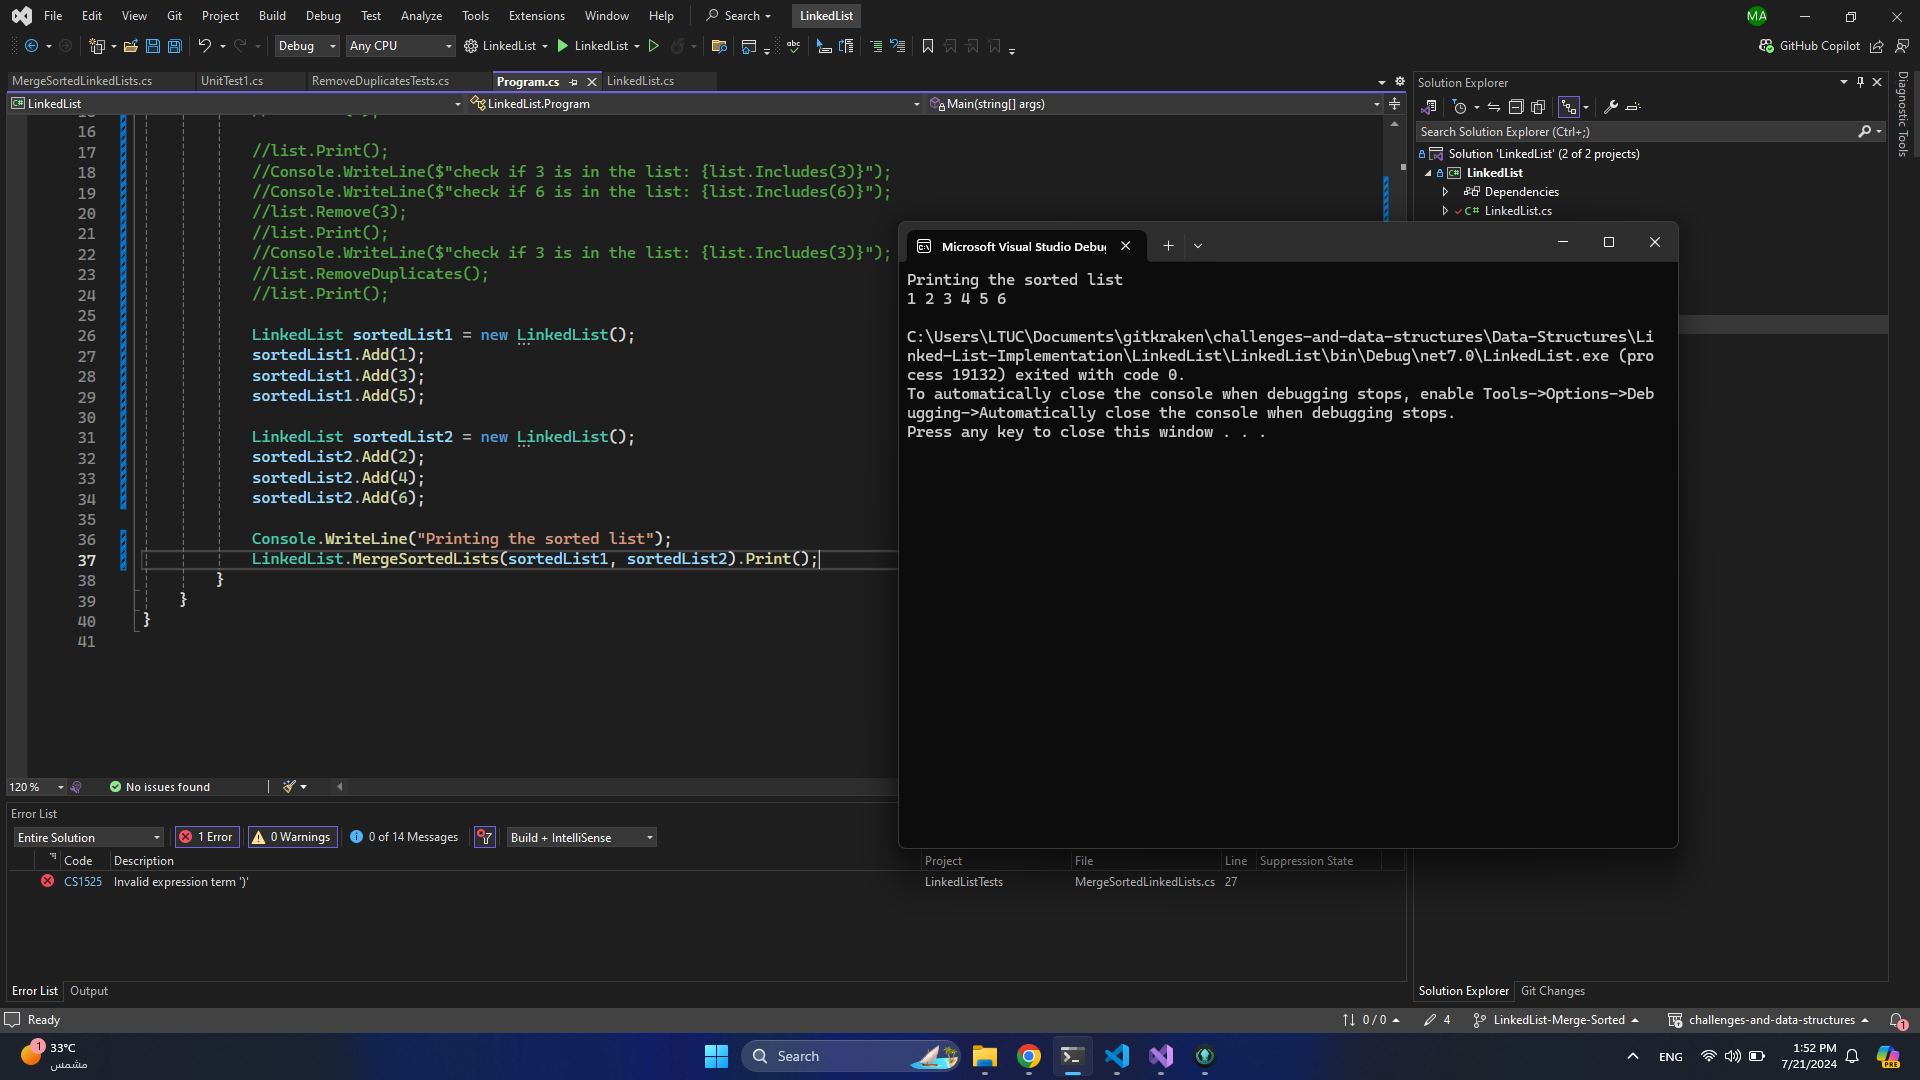 File Edit View Git Project Build Debug Test Analyze Tools Extensions Window Help Search LinkedList MA
Debug Any CPU LinkedList LinkedList GitHub Copilot
MergeSortedLinkedLists.cs UnitTest1.cs RemoveDuplicatesTests.cs Program.cs LinkedList.cs
LinkedList LinkedList.Program Main(string[] args)
16
17 //list.Print();
18 //Console.WriteLine($"check if 3 is in the list: {list.Includes(3)}");
19 //Console.WriteLine($"check if 6 is in the list: {list.Includes(6)}");
20 //list.Remove(3);
21 //list.Print();
22 //Console.WriteLine($"check if 3 is in the list: {list.Includes(3)}");
23 //list.RemoveDuplicates();
24 //list.Print();
25
26 LinkedList sortedList1 = new LinkedList();
27 sortedList1.Add(1);
28 sortedList1.Add(3);
29 sortedList1.Add(5);
30
31 LinkedList sortedList2 = new LinkedList();
32 sortedList2.Add(2);
33 sortedList2.Add(4);
34 sortedList2.Add(6);
35
36 Console.WriteLine("Printing the sorted list");
37 LinkedList.MergeSortedLists(sortedList1, sortedList2).Print();
38 }
39 }
40 }
41
120 % No issues found
Microsoft Visual Studio Debug
Printing the sorted list
1 2 3 4 5 6
C:\Users\LTUC\Documents\gitkraken\challenges-and-data-structures\Data-Structures\Li
nked-List-Implementation\LinkedList\LinkedList\bin\Debug\net7.0\LinkedList.exe (pro
cess 19132) exited with code 0.
To automatically close the console when debugging stops, enable Tools->Options->Deb
ugging->Automatically close the console when debugging stops.
Press any key to close this window . . .
Solution Explorer
Search Solution Explorer (Ctrl+;)
Solution 'LinkedList' (2 of 2 projects)
LinkedList
Dependencies
C# LinkedList.cs
Diagnostic Tools
Error List
Entire Solution 1 Error 0 Warnings 0 of 14 Messages Build + IntelliSense
Code Description Project File Line Suppression State
CS1525 Invalid expression term ')' LinkedListTests MergeSortedLinkedLists.cs 27
Error List Output
Solution Explorer Git Changes
Ready 0 / 0 4 LinkedList-Merge-Sorted challenges-and-data-structures 1
1 33°C
مشمس
Search
PRE
ENG
1:52 PM
7/21/2024